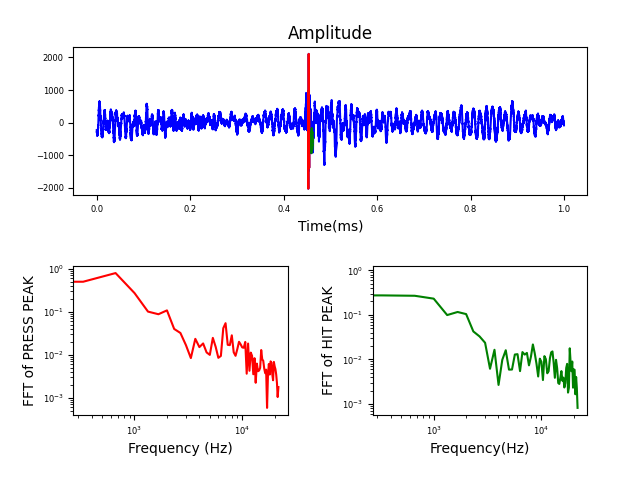 Amplitude
2000
1000
0
−1000
−2000
0.0 0.2 0.4 0.6 0.8 1.0
Time(ms)
FFT of PRESS PEAK
10⁰
10⁻¹
10⁻²
10⁻³
10³ 10⁴
Frequency (Hz)
FFT of HIT PEAK
10⁰
10⁻¹
10⁻²
10⁻³
10³ 10⁴
Frequency(Hz)